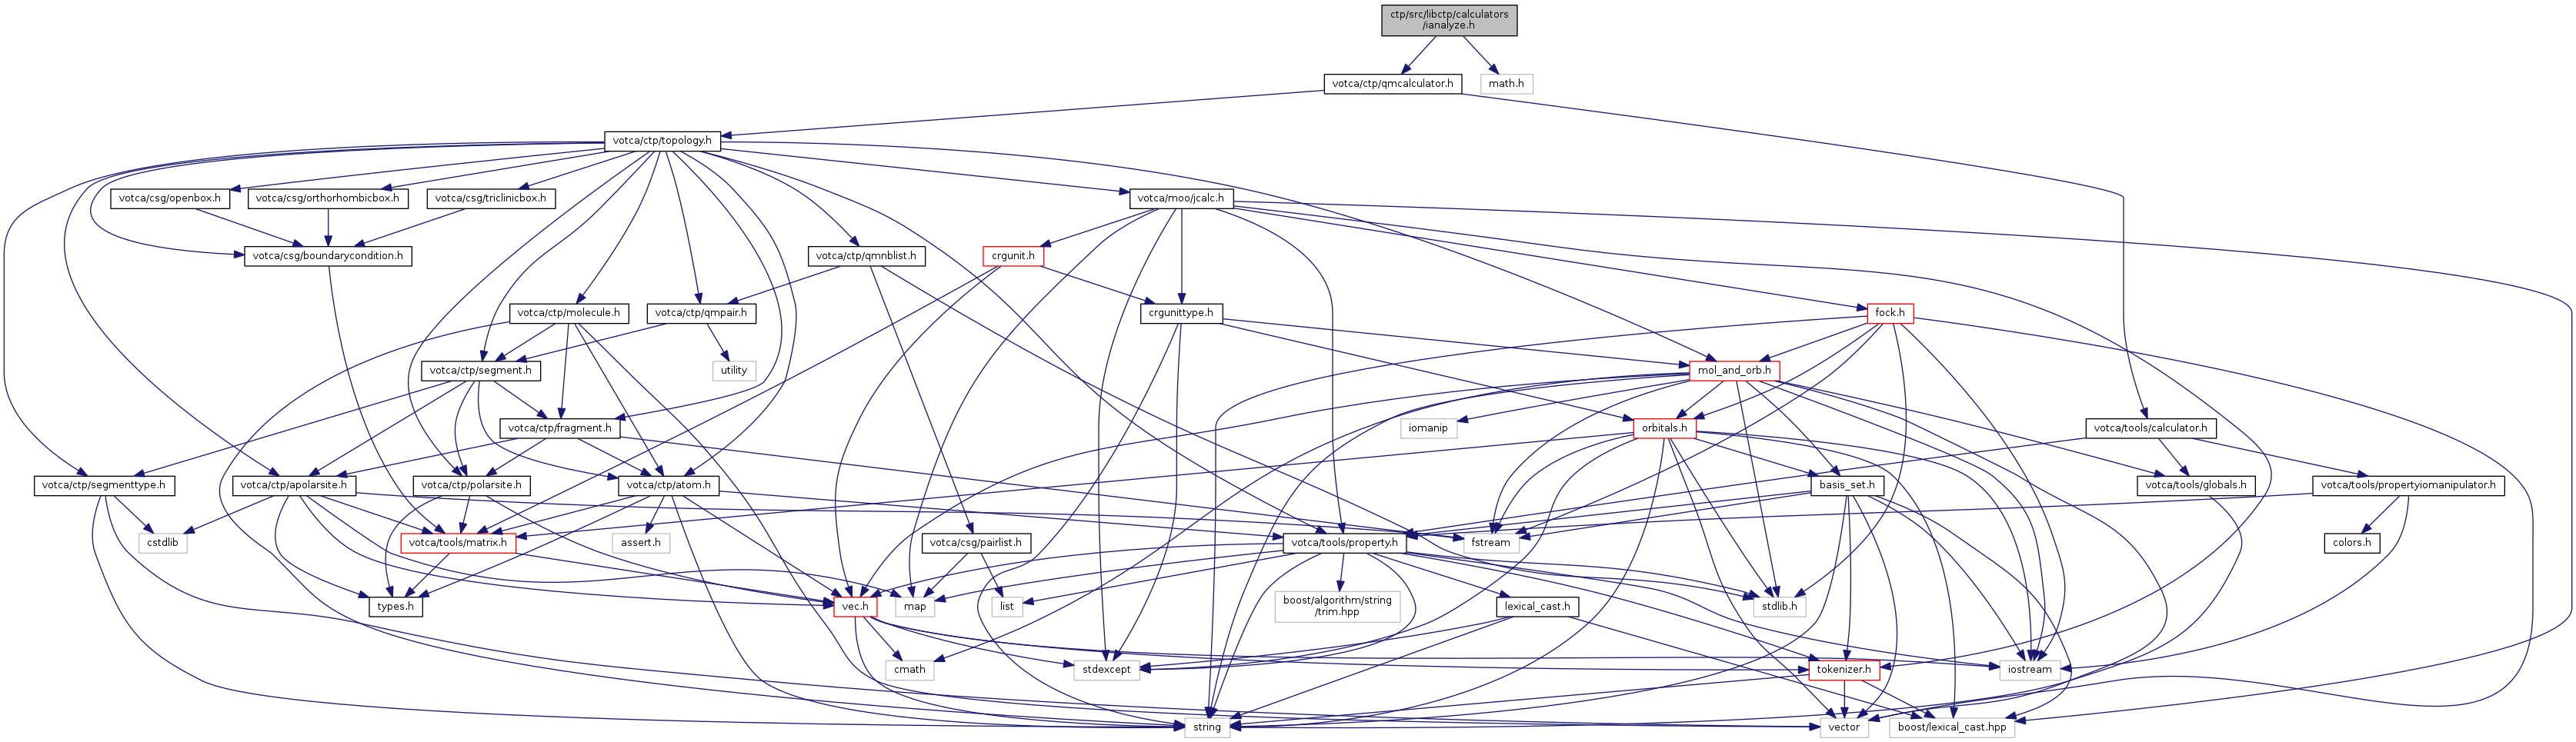 ctp/src/libctp/calculators
/ianalyze.h
votca/ctp/qmcalculator.h
math.h
votca/ctp/topology.h
votca/csg/openbox.h
votca/csg/orthorhombicbox.h
votca/csg/triclinicbox.h
votca/moo/jcalc.h
votca/csg/boundarycondition.h
votca/ctp/qmnblist.h
crgunit.h
votca/ctp/molecule.h
votca/ctp/qmpair.h
crgunittype.h
fock.h
votca/ctp/segment.h
utility
mol_and_orb.h
votca/ctp/fragment.h
iomanip
orbitals.h
votca/tools/calculator.h
votca/ctp/segmenttype.h
votca/ctp/apolarsite.h
votca/ctp/polarsite.h
votca/ctp/atom.h
basis_set.h
votca/tools/globals.h
votca/tools/propertyiomanipulator.h
cstdlib
votca/tools/matrix.h
assert.h
votca/csg/pairlist.h
votca/tools/property.h
fstream
colors.h
types.h
vec.h
map
list
boost/algorithm/string
/trim.hpp
lexical_cast.h
stdlib.h
cmath
stdexcept
tokenizer.h
iostream
string
vector
boost/lexical_cast.hpp